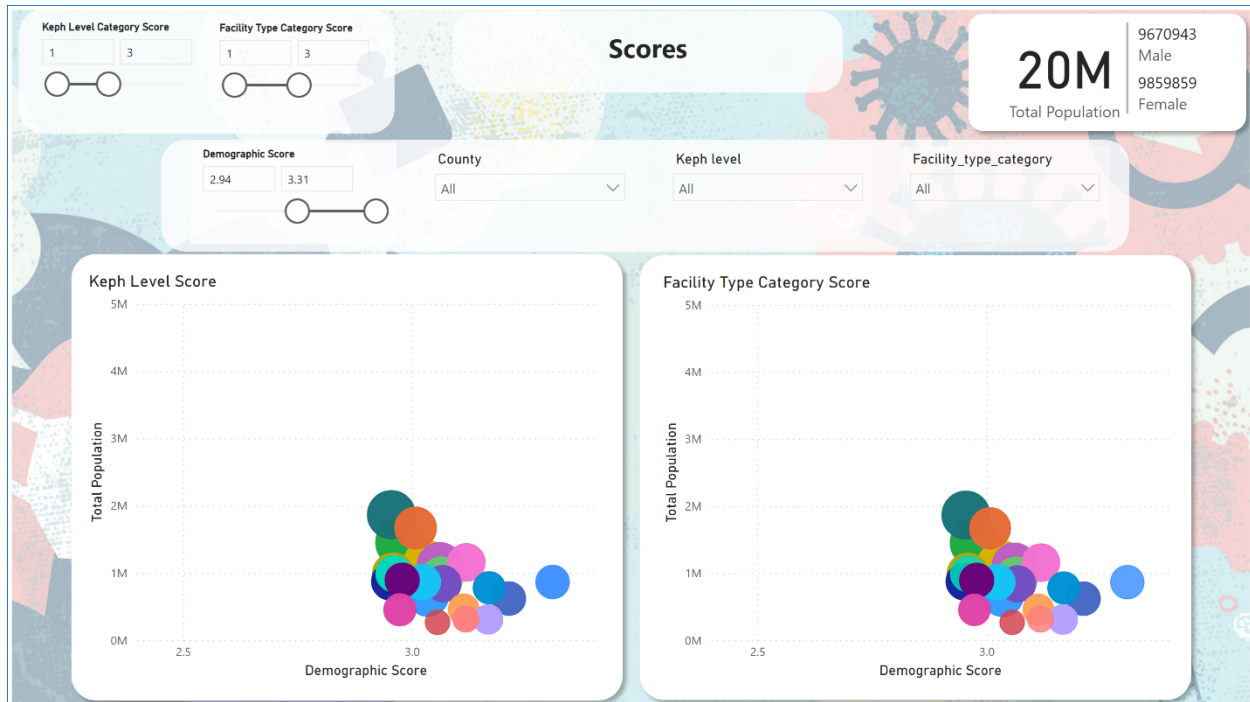 Keph Level Category Score
1 3
Facility Type Category Score
1 3
Scores
20M
Total Population
9670943
Male
9859859
Female
Demographic Score
2.94 3.31
County
All
Keph level
All
Facility_type_category
All
Keph Level Score
5M
4M
3M
2M
1M
0M
Total Population
2.5 3.0
Demographic Score
Facility Type Category Score
5M
4M
3M
2M
1M
0M
Total Population
2.5 3.0
Demographic Score